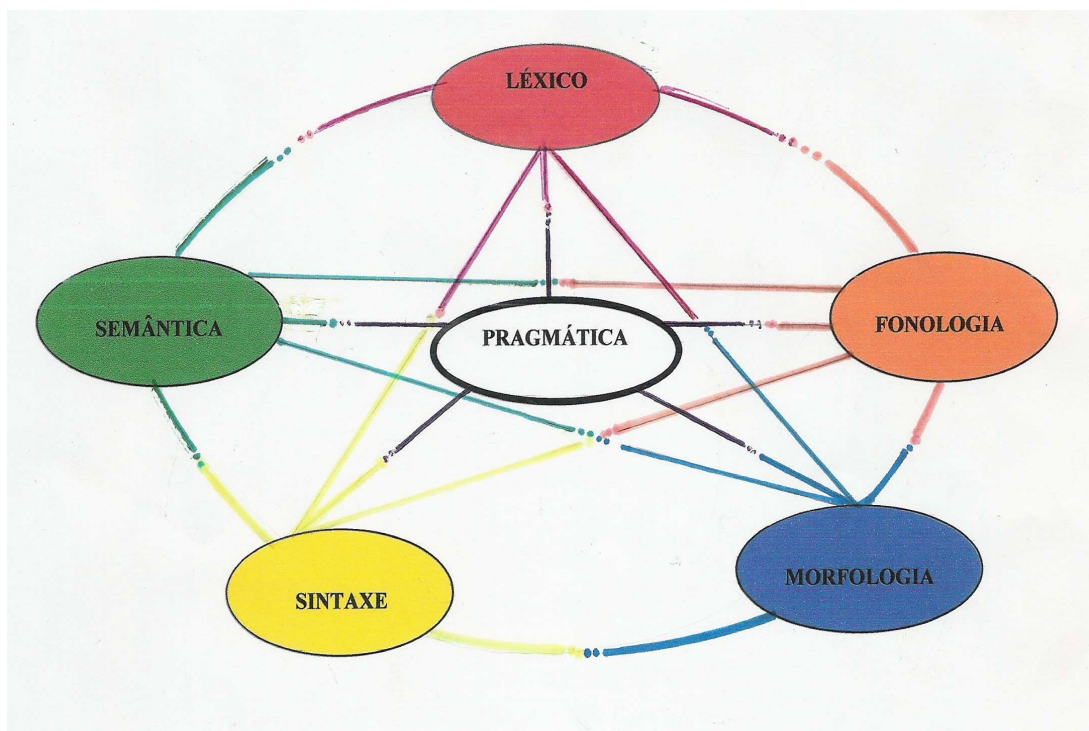 LÉXICO
SEMÂNTICA
PRAGMÁTICA
FONOLOGIA
SINTAXE
MORFOLOGIA